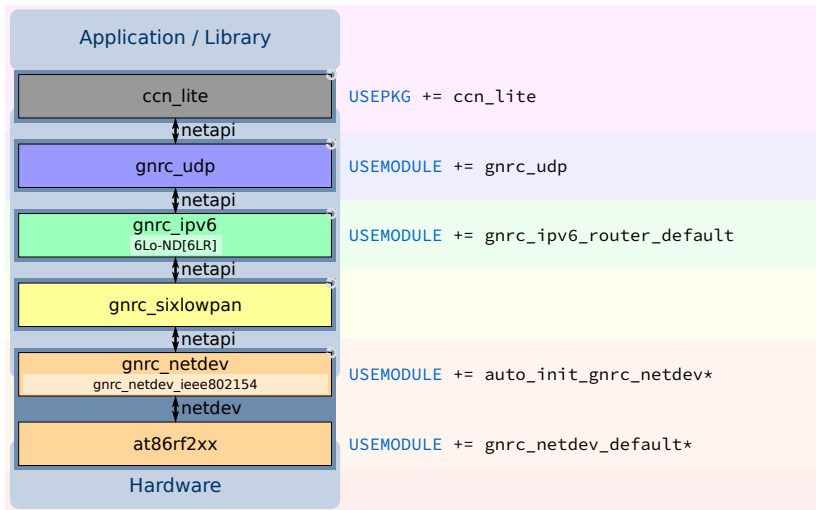 Application / Library
ccn_lite
USEPKG += ccn_lite
netapi
gnrc_udp
USEMODULE += gnrc_udp
netapi
gnrc_ipv6
6Lo-ND[6LR]
USEMODULE += gnrc_ipv6_router_default
netapi
gnrc_sixlowpan
netapi
gnrc_netdev
gnrc_netdev_ieee802154
USEMODULE += auto_init_gnrc_netdev*
netdev
at86rf2xx
USEMODULE += gnrc_netdev_default*
Hardware